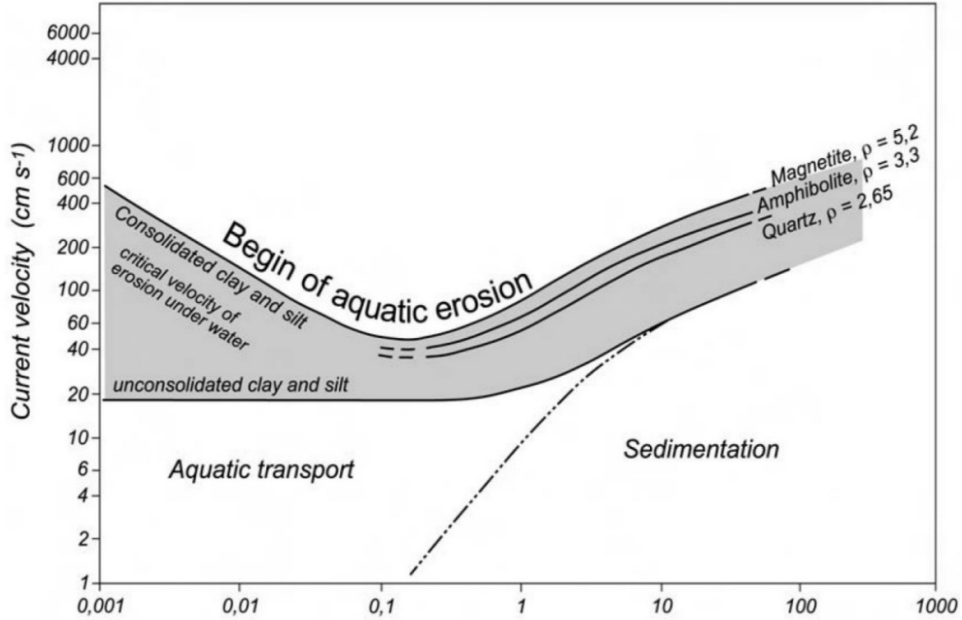 6000
4000
1000
600
400
200
100
60
40
20
10
6
4
2
1
Current velocity (cm s-1)
0,001
0,01
0,1
1
10
100
1000
Begin of aquatic erosion
Consolidated clay and silt
critical velocity of
erosion under water
unconsolidated clay and silt
Magnetite, ρ = 5,2
Amphibolite, ρ = 3,3
Quartz, ρ = 2,65
Aquatic transport
Sedimentation